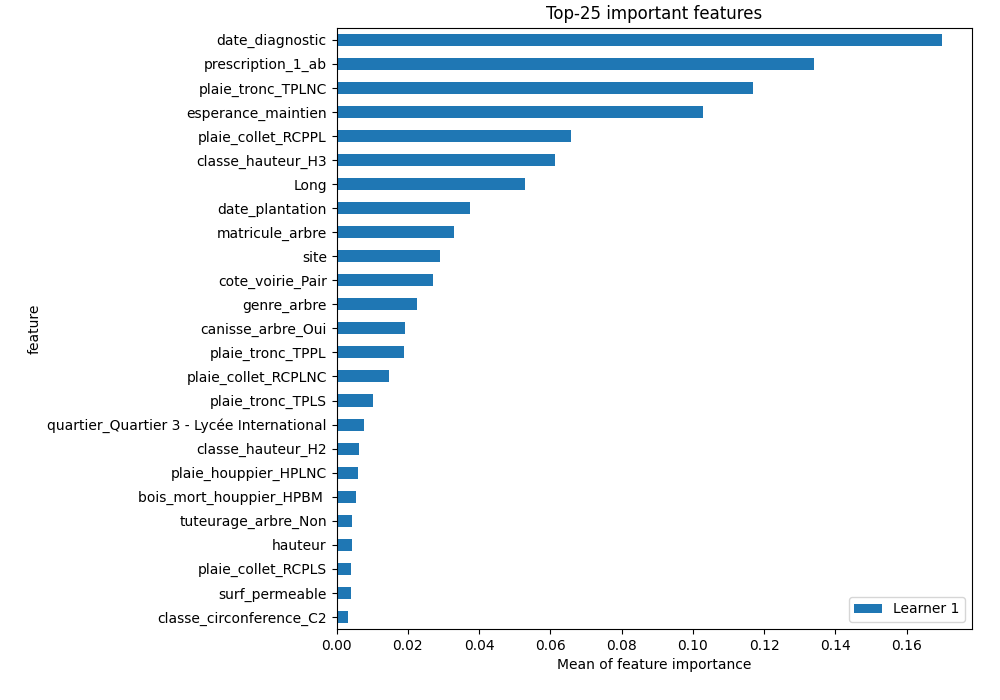 Top-25 important features
date_diagnostic
prescription_1_ab
plaie_tronc_TPLNC
esperance_maintien
plaie_collet_RCPPL
classe_hauteur_H3
Long
date_plantation
matricule_arbre
site
cote_voirie_Pair
genre_arbre
canisse_arbre_Oui
plaie_tronc_TPPL
plaie_collet_RCPLNC
plaie_tronc_TPLS
quartier_Quartier 3 - Lycée International
classe_hauteur_H2
plaie_houppier_HPLNC
bois_mort_houppier_HPBM
tuteurage_arbre_Non
hauteur
plaie_collet_RCPLS
surf_permeable
classe_circonference_C2
feature
Learner 1
0.00 0.02 0.04 0.06 0.08 0.10 0.12 0.14 0.16
Mean of feature importance